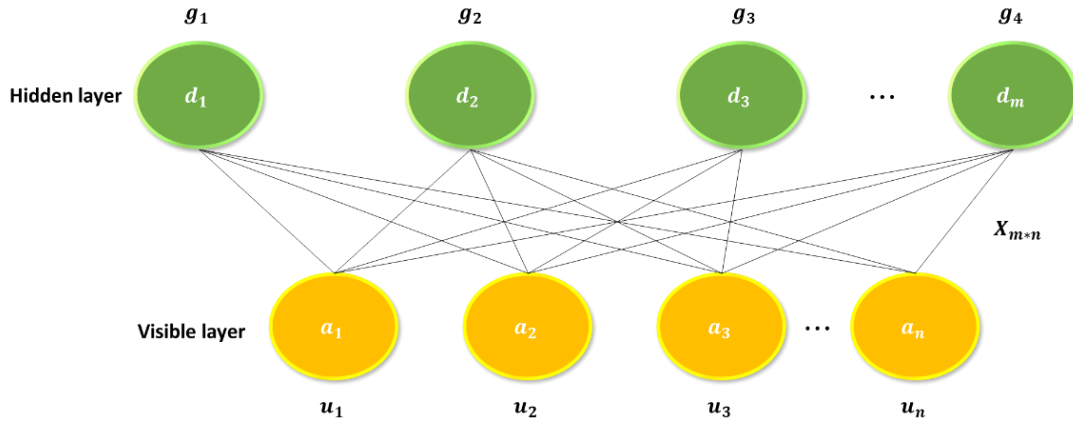 g₁ g₂ g₃ g₄
Hidden layer d₁ d₂ d₃ ... dₘ
Xₘ*ₙ
Visible layer a₁ a₂ a₃ ... aₙ
u₁ u₂ u₃ uₙ